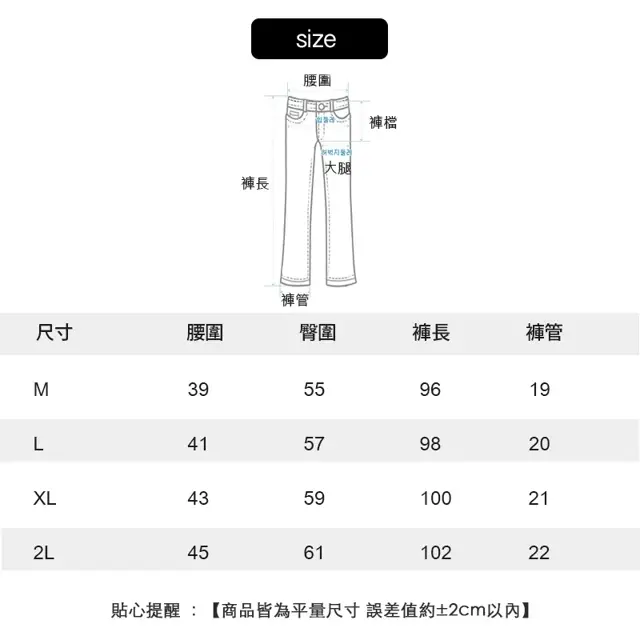 size
腰圍
褲檔
大腿
褲長
褲管
尺寸 腰圍 臀圍 褲長 褲管
M 39 55 96 19
L 41 57 98 20
XL 43 59 100 21
2L 45 61 102 22
貼心提醒 : 【商品皆為平量尺寸 誤差值約±2cm以內】